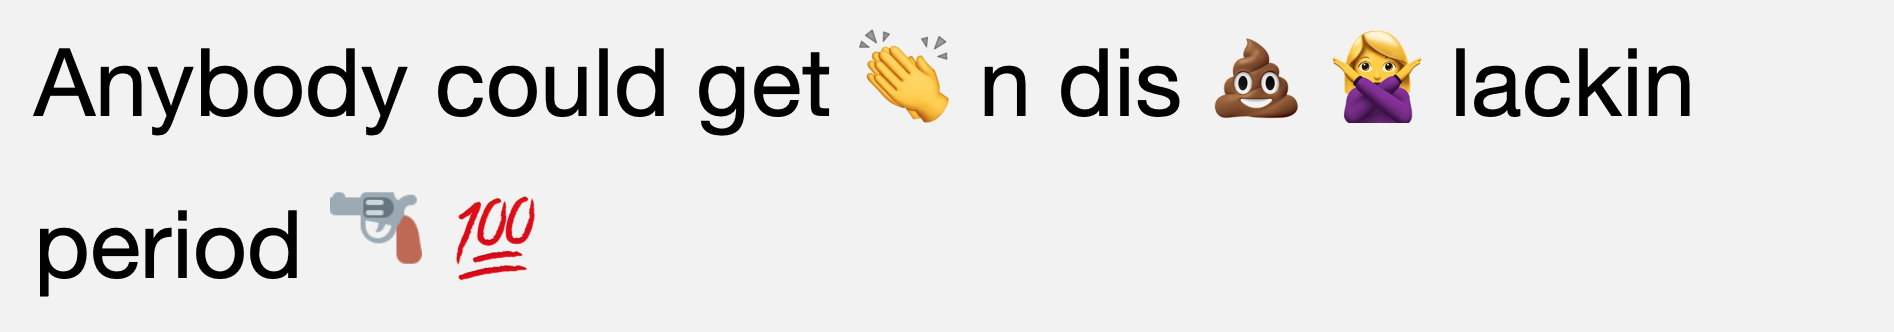 Anybody could get 👏 n dis 💩 🙅‍♀️ lackin
period 🔫 💯